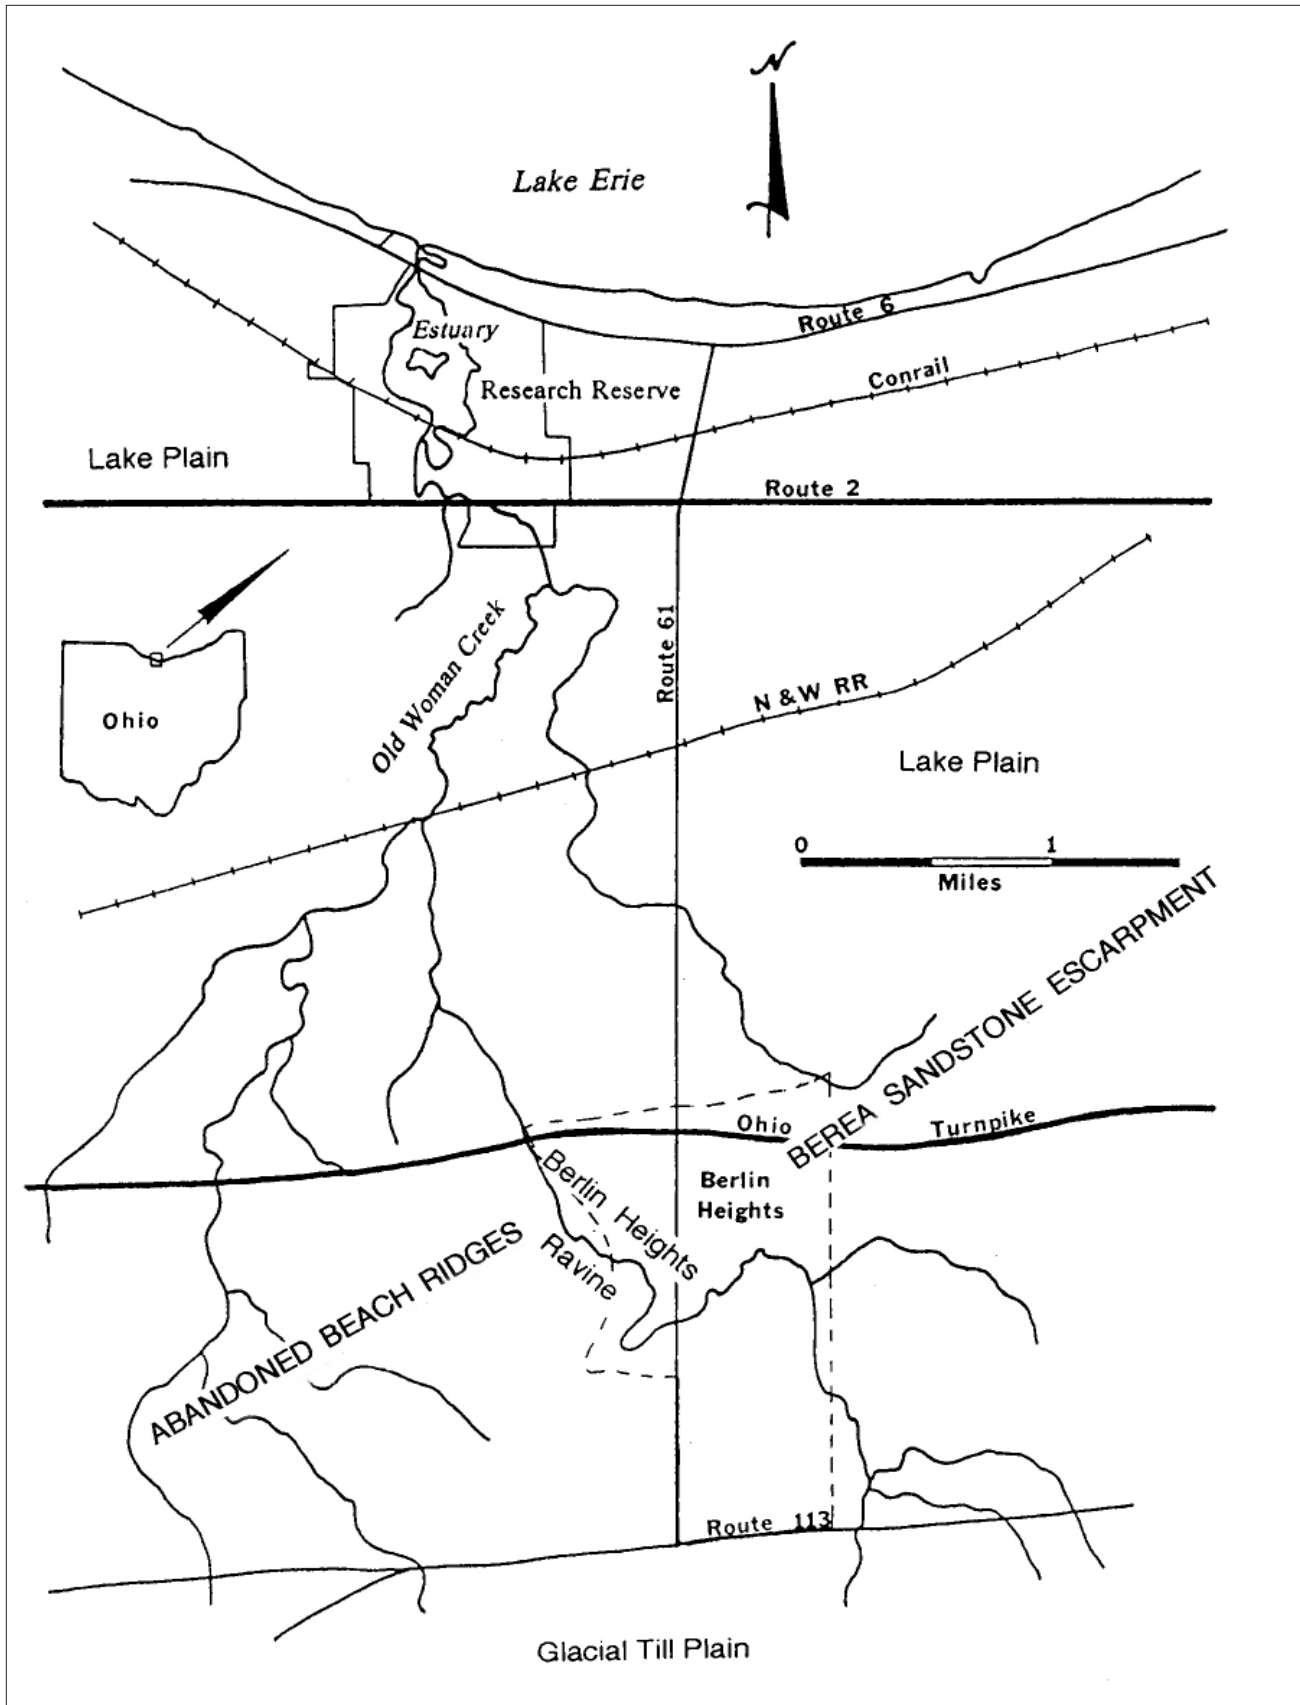 N
Lake Erie
Route 6
Estuary
Conrail
Research Reserve
Lake Plain
Route 2
Old Woman Creek
Route 61
N & W RR
Ohio
Lake Plain
0 1
Miles
BEREA SANDSTONE ESCARPMENT
Ohio Turnpike
Berlin Heights
Ravine
Berlin
Heights
ABANDONED BEACH RIDGES
Route 113
Glacial Till Plain